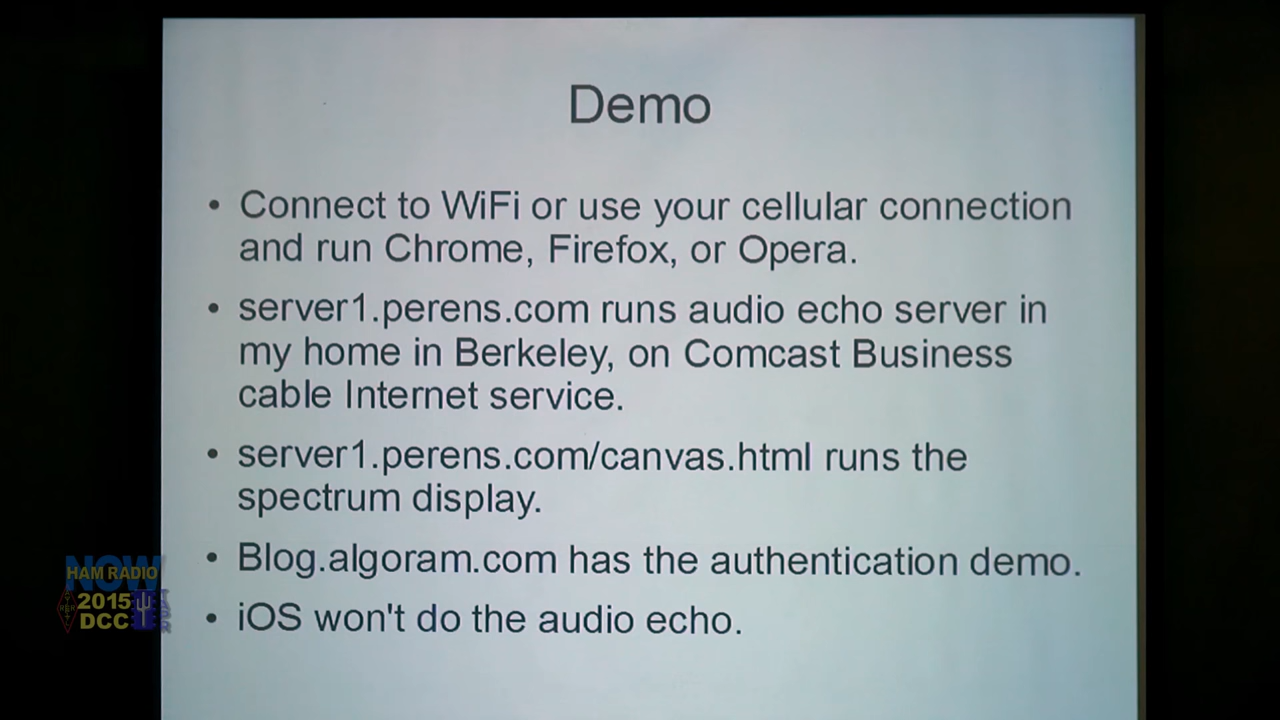 Demo
• Connect to WiFi or use your cellular connection
and run Chrome, Firefox, or Opera.
• server1.perens.com runs audio echo server in
my home in Berkeley, on Comcast Business
cable Internet service.
• server1.perens.com/canvas.html runs the
spectrum display.
• Blog.algoram.com has the authentication demo.
• iOS won't do the audio echo.
NOW
HAM RADIO
2015
DCC